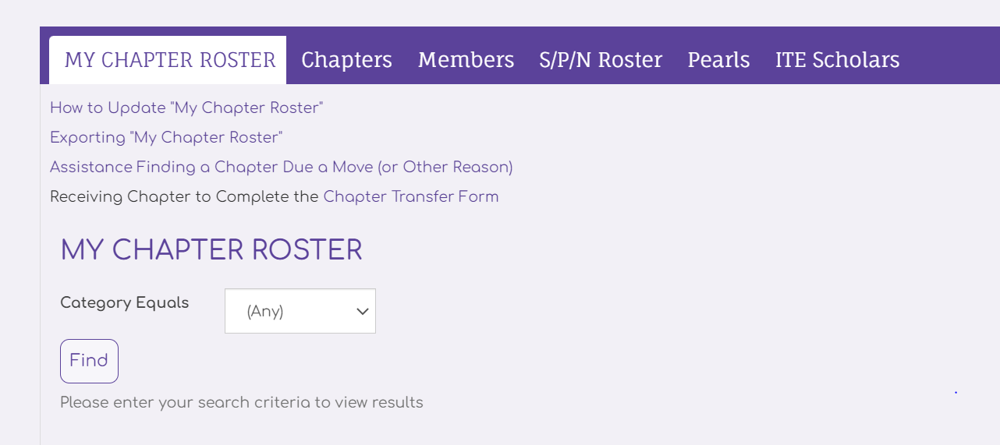 MY CHAPTER ROSTER Chapters Members S/P/N Roster Pearls ITE Scholars
How to Update "My Chapter Roster"
Exporting "My Chapter Roster"
Assistance Finding a Chapter Due a Move (or Other Reason)
Receiving Chapter to Complete the Chapter Transfer Form
MY CHAPTER ROSTER
Category Equals (Any)
Find
Please enter your search criteria to view results